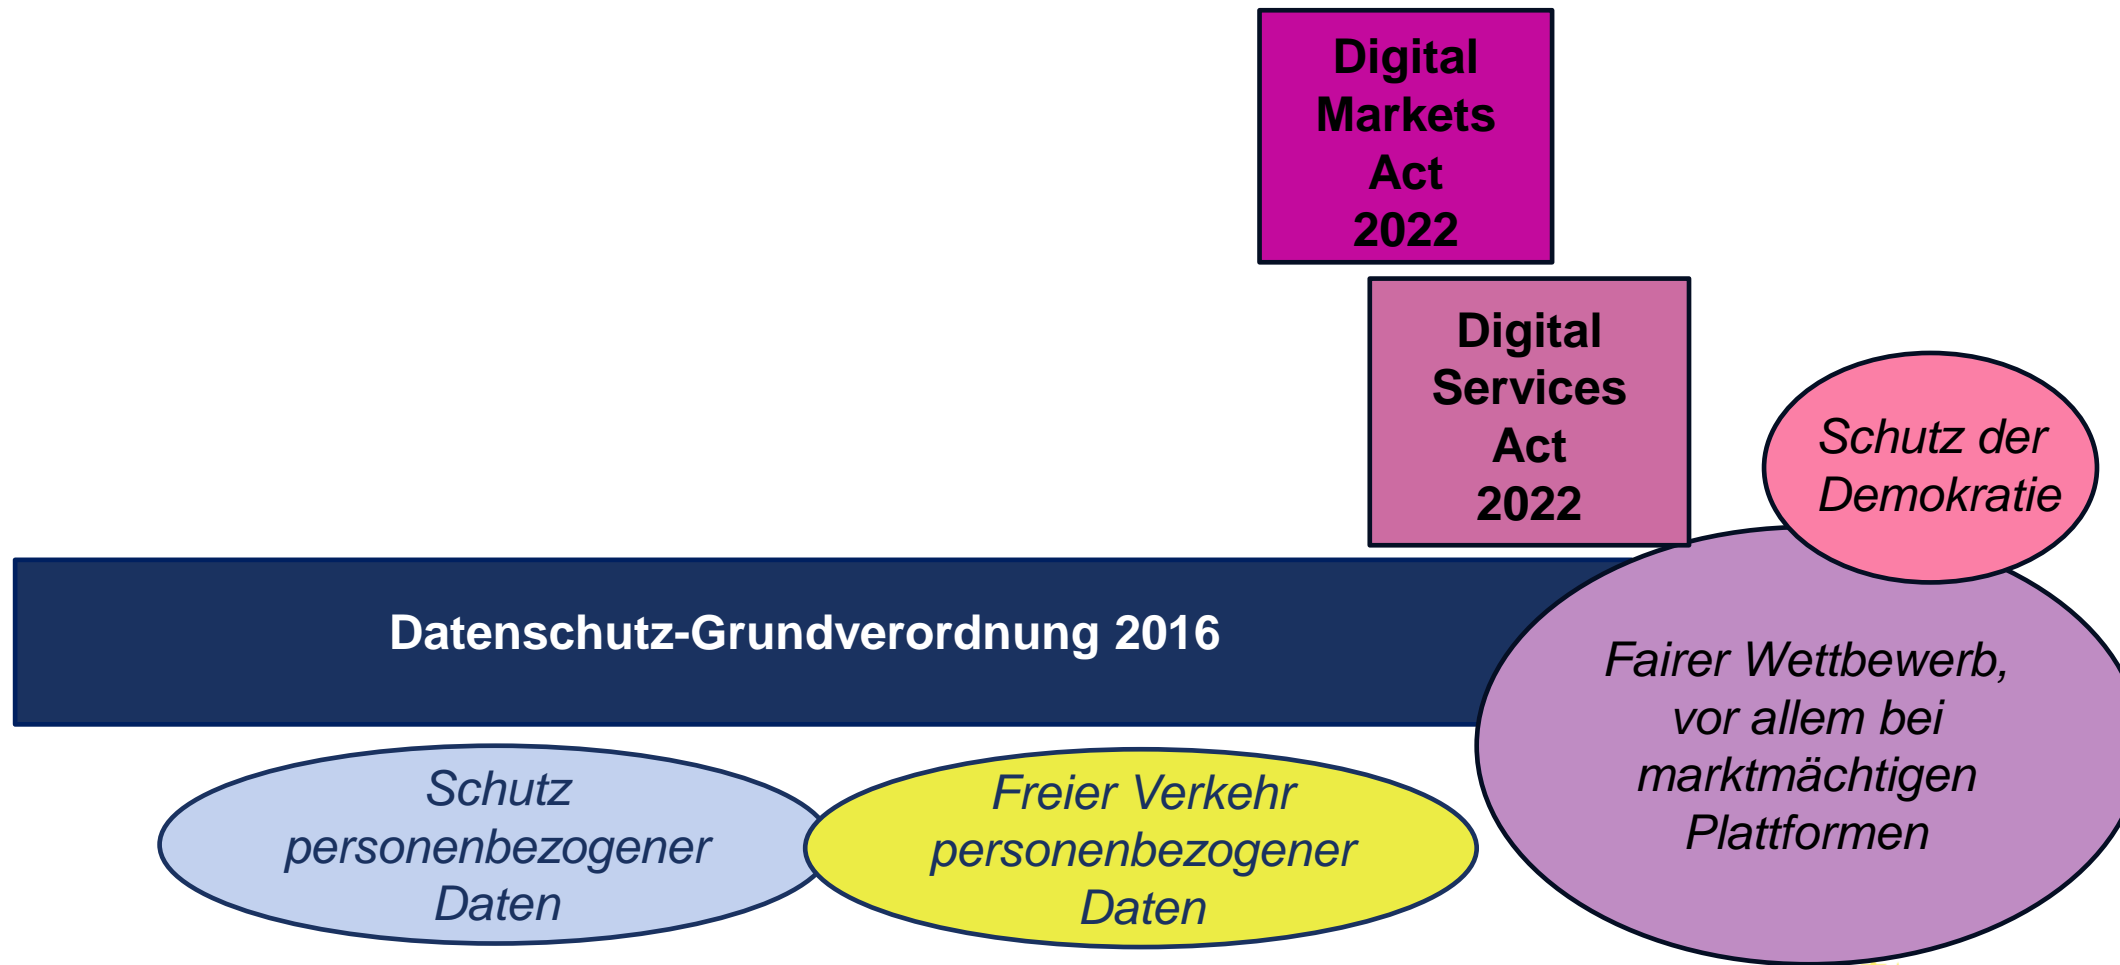 Digital
Markets
Act
2022
Digital
Services
Act
2022
Schutz der
Demokratie
Datenschutz-Grundverordnung 2016
Fairer Wettbewerb,
vor allem bei
marktmächtigen
Plattformen
Schutz
personenbezogener
Daten
Freier Verkehr
personenbezogener
Daten